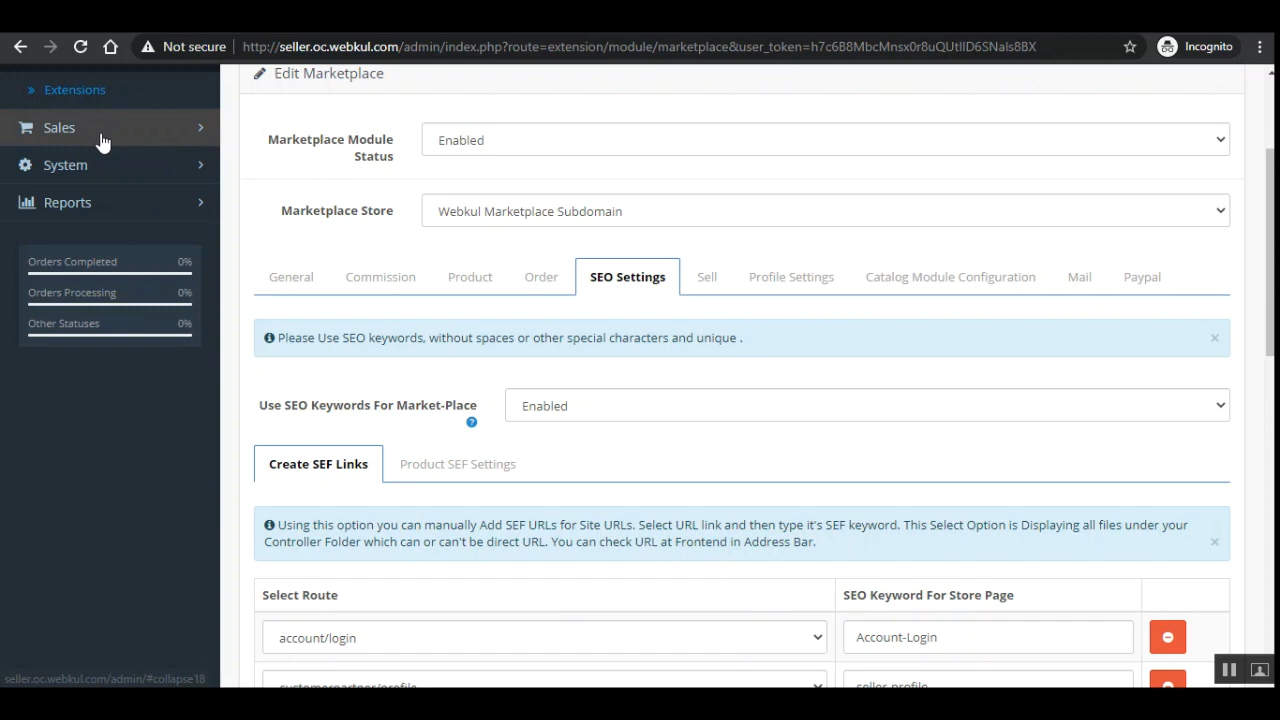 Not secure
http://seller.oc.webkul.com/admin/index.php?route=extension/module/marketplace&user_token=h7c6B8MbcMnsx0r8uQUtlID6SNals8BX
Incognito
» Extensions
Sales
System
Reports
Orders Completed 0%
Orders Processing 0%
Other Statuses 0%
Edit Marketplace
Marketplace Module Status
Enabled
Marketplace Store
Webkul Marketplace Subdomain
General Commission Product Order SEO Settings Sell Profile Settings Catalog Module Configuration Mail Paypal
Please Use SEO keywords, without spaces or other special characters and unique . ×
Use SEO Keywords For Market-Place
Enabled
Create SEF Links Product SEF Settings
Using this option you can manually Add SEF URLs for Site URLs. Select URL link and then type it's SEF keyword. This Select Option is Displaying all files under your
Controller Folder which can or can't be direct URL. You can check URL at Frontend in Address Bar. ×
Select Route SEO Keyword For Store Page
account/login Account-Login
customerpartner/profile seller-profile
seller.oc.webkul.com/admin/#collapse18